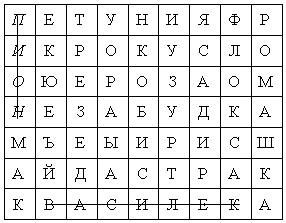 П Е Т У Н И Я Ф Р
И К Р О К У С Л О
О Ю Е Р О З А О М
Н Е З А Б У Д К А
М Ъ Е Ы И Р И С Ш
А Й Д А С Т Р А К
К В А С И Л Е К А